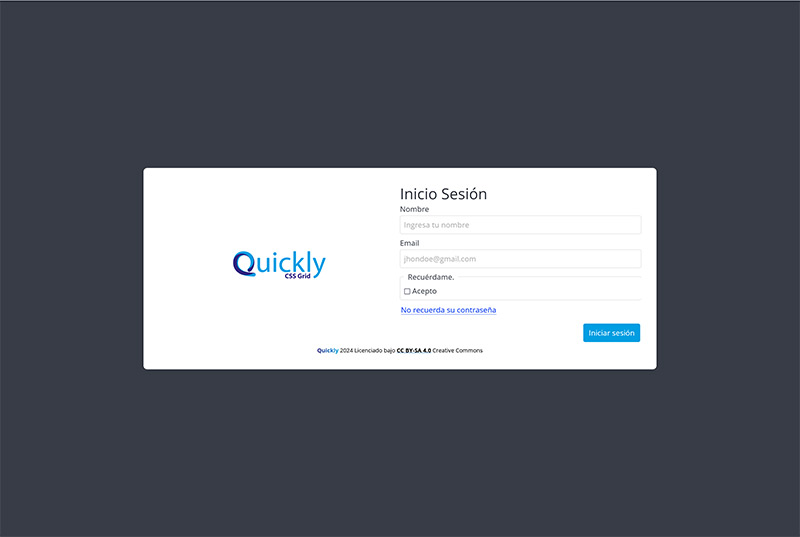 Quickly
CSS Grid
Inicio Sesión
Nombre
Ingresa tu nombre
Email
jhondoe@gmail.com
Recuérdame.
Acepto
No recuerda su contraseña
Iniciar sesión
Quickly 2024 Licenciado bajo CC BY-SA 4.0 Creative Commons